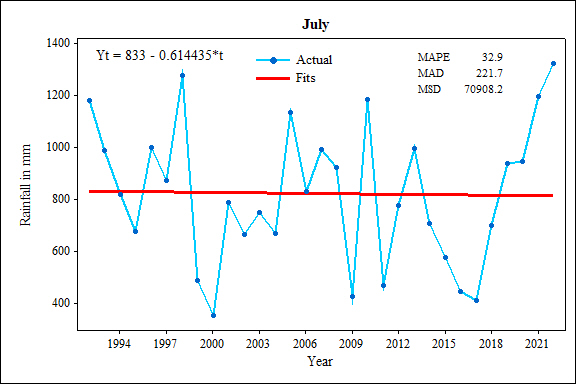 July
Yt = 833 - 0.614435*t
Actual
Fits
MAPE 32.9
MAD 221.7
MSD 70908.2
Rainfall in mm
1400
1200
1000
800
600
400
1994 1997 2000 2003 2006 2009 2012 2015 2018 2021
Year